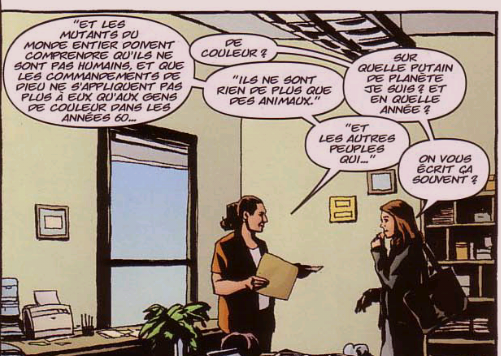 "ET LES
MUTANTS DU
MONDE ENTIER DOIVENT
COMPRENDRE QU'ILS NE
SONT PAS HUMAINS, ET QUE
LES COMMANDEMENTS DE
DIEU NE S'APPLIQUENT PAS
PLUS À EUX QU'AUX GENS
DE COULEUR DANS LES
ANNÉES 60...
DE
COULEUR ?
"ILS NE SONT
RIEN DE PLUS QUE
DES ANIMAUX."
SUR
QUELLE PUTAIN
DE PLANÈTE
JE SUIS ? ET
EN QUELLE
ANNÉE ?
"ET
LES AUTRES
PEUPLES
QUI..."
ON VOUS
ÉCRIT ÇA
SOUVENT ?